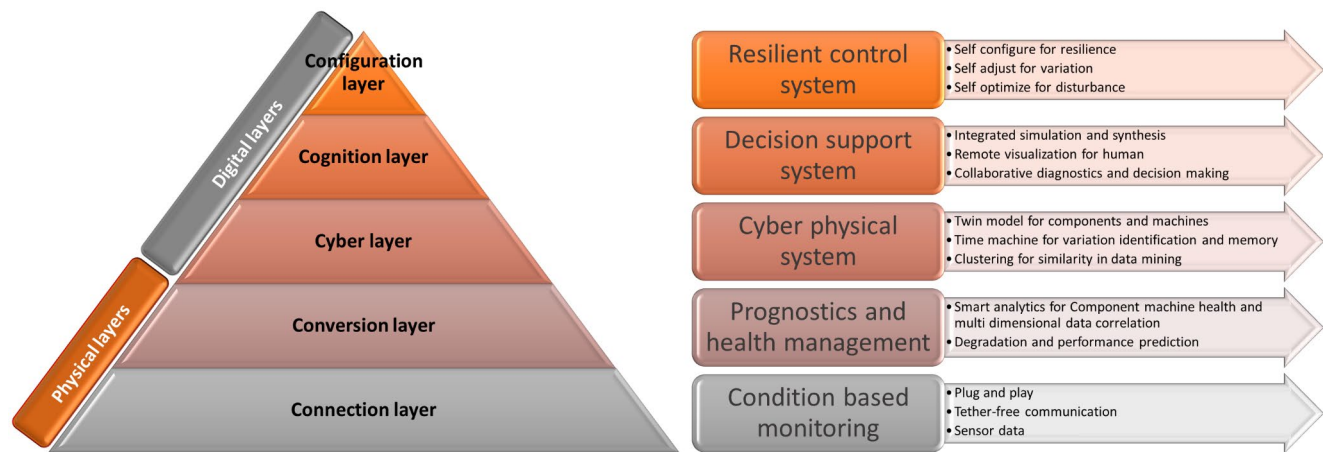 Digital layers
Physical layers
Configuration
layer
Cognition layer
Cyber layer
Conversion layer
Connection layer
Resilient control
system
• Self configure for resilience
• Self adjust for variation
• Self optimize for disturbance
Decision support
system
• Integrated simulation and synthesis
• Remote visualization for human
• Collaborative diagnostics and decision making
Cyber physical
system
• Twin model for components and machines
• Time machine for variation identification and memory
• Clustering for similarity in data mining
Prognostics and
health management
• Smart analytics for Component machine health and
multi dimensional data correlation
• Degradation and performance prediction
Condition based
monitoring
• Plug and play
• Tether-free communication
• Sensor data